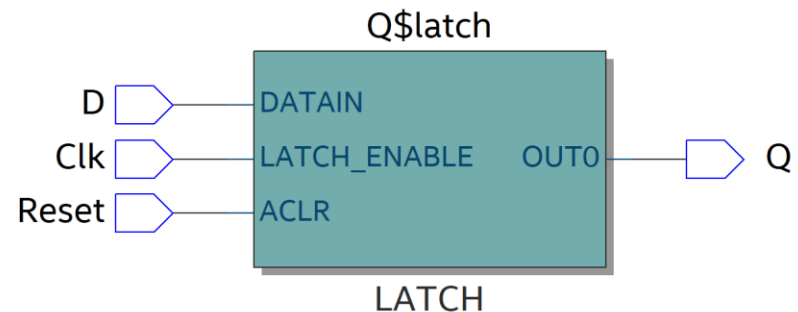 Q$latch
D
DATAIN
Clk
LATCH_ENABLE
OUT0
Q
Reset
ACLR
LATCH